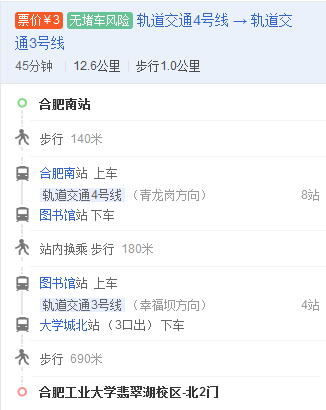 票价¥3 无堵车风险 轨道交通4号线 → 轨道交
通3号线
45分钟 | 12.6公里 | 步行1.0公里
合肥南站
步行 140米
合肥南站 上车
轨道交通4号线 (青龙岗方向) 8站
图书馆站 下车
站内换乘 步行 180米
图书馆站 上车
轨道交通3号线 (幸福坝方向) 4站
大学城北站 (3口出) 下车
步行 690米
合肥工业大学翡翠湖校区-北2门